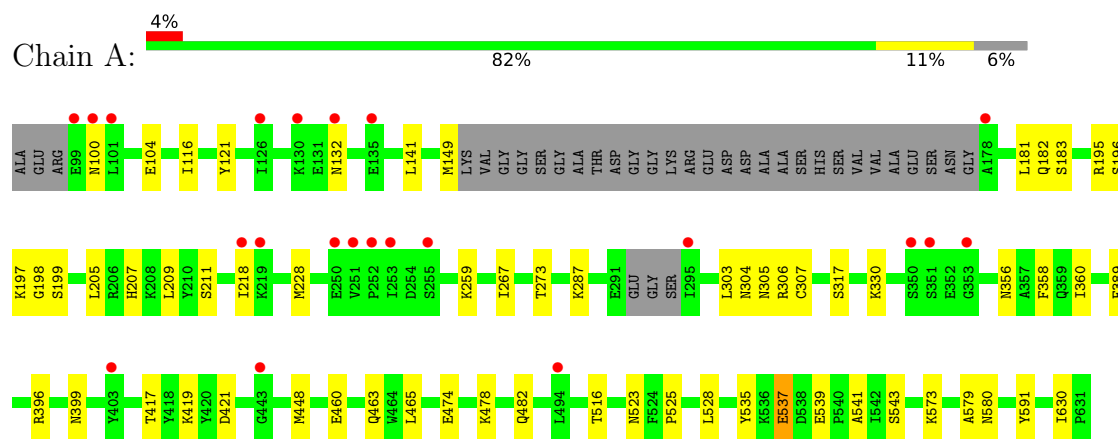 4%
Chain A:
82% 11% 6%
ALA GLU ARG E99 N100 L101 E104 I116 Y121 I126 K130 E131 N132 E135 L141 M149 LYS VAL GLY GLY SER GLY ALA THR ASP GLY GLY LYS ARG GLU ASP ASP ALA ALA SER HIS SER VAL VAL ALA GLU SER ASN GLY A178 L181 Q182 S183 R195 S196
K197 G198 S199 L205 R206 H207 K208 L209 Y210 S211 I218 K219 M228 E250 V251 P252 I253 D254 S255 K259 I267 T273 K287 E291 GLU GLY SER I295 L303 N304 N305 R306 C307 S317 K330 S350 S351 E352 G353 N356 A357 F358 Q359 I360
R396 N399 Y403 T417 Y418 K419 Y420 D421 G443 M448 E460 Q463 W464 L465 E474 K478 Q482 L494 T516 N523 F524 P525 L528 Y535 K536 E537 D538 E539 P540 A541 I542 S543 K573 A579 N580 Y591 I630 P631